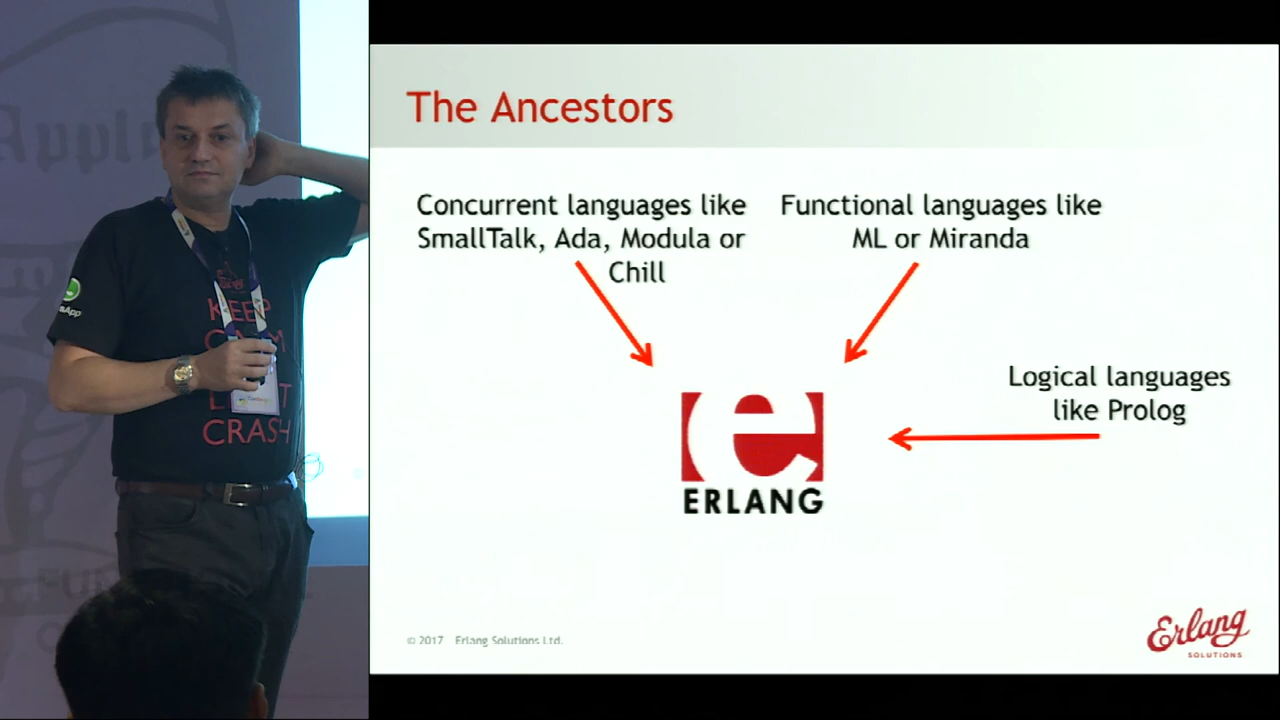 The Ancestors
Concurrent languages like
SmallTalk, Ada, Modula or
Chill
Functional languages like
ML or Miranda
Logical languages
like Prolog
ERLANG
© 2017 Erlang Solutions Ltd.
Erlang
SOLUTIONS
KEEP
CALM
CRASH
Apple